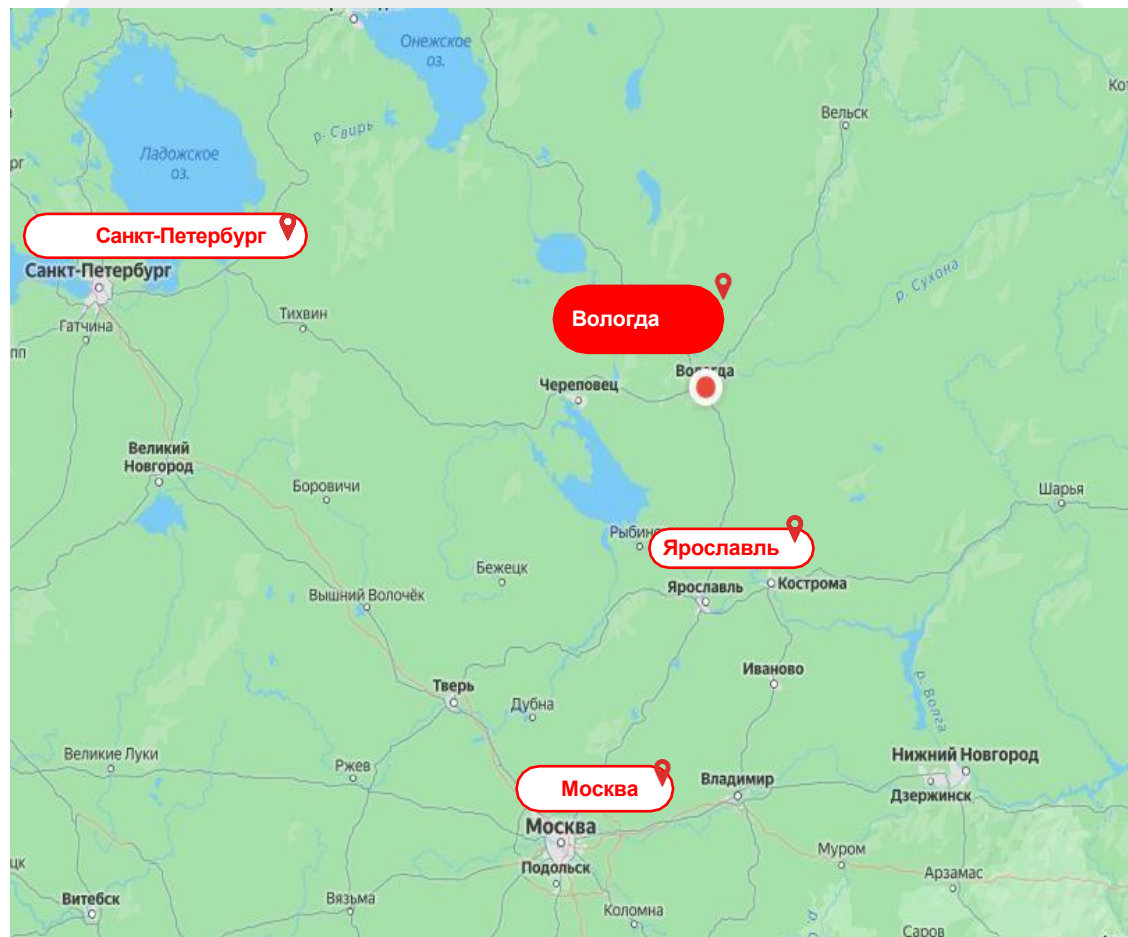 Онежское
оз.
Вельск
р. Свирь
Ладожское
оз.
Санкт-Петербург
Санкт-Петербург
р. Сухона
Гатчина
Тихвин
Вологда
Вологда
Череповец
Великий
Новгород
Боровичи
Шарья
Ярославль
Бежецк
Вышний Волочёк
Ярославль
Кострома
Иваново
р. Волга
Тверь
Дубна
Великие Луки
Ржев
Нижний Новгород
Москва
Владимир
Дзержинск
Москва
Подольск
Муром
Арзамас
Витебск
Вязьма
Коломна
Саров